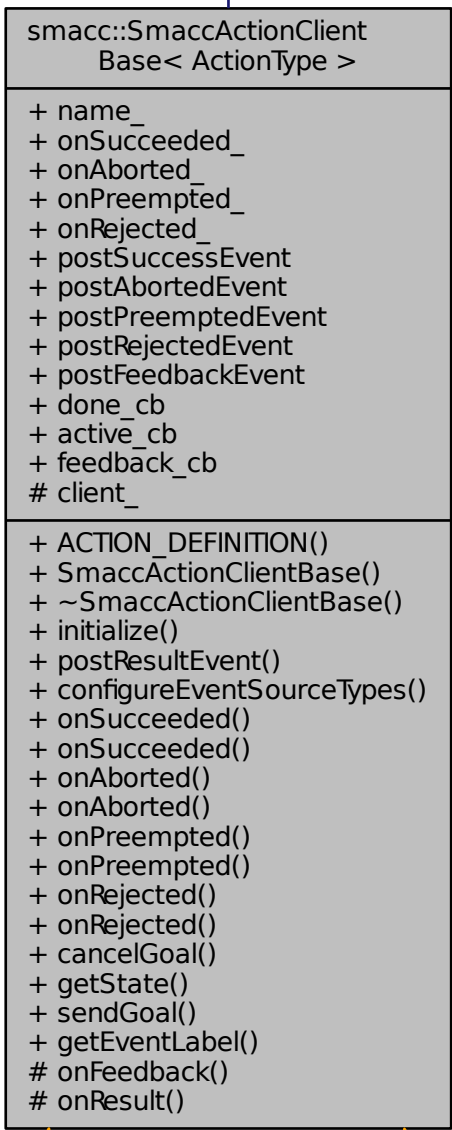 smacc::SmaccActionClient
Base< ActionType >
+ name_
+ onSucceeded_
+ onAborted_
+ onPreempted_
+ onRejected_
+ postSuccessEvent
+ postAbortedEvent
+ postPreemptedEvent
+ postRejectedEvent
+ postFeedbackEvent
+ done_cb
+ active_cb
+ feedback_cb
# client_
+ ACTION_DEFINITION()
+ SmaccActionClientBase()
+ ~SmaccActionClientBase()
+ initialize()
+ postResultEvent()
+ configureEventSourceTypes()
+ onSucceeded()
+ onSucceeded()
+ onAborted()
+ onAborted()
+ onPreempted()
+ onPreempted()
+ onRejected()
+ onRejected()
+ cancelGoal()
+ getState()
+ sendGoal()
+ getEventLabel()
# onFeedback()
# onResult()